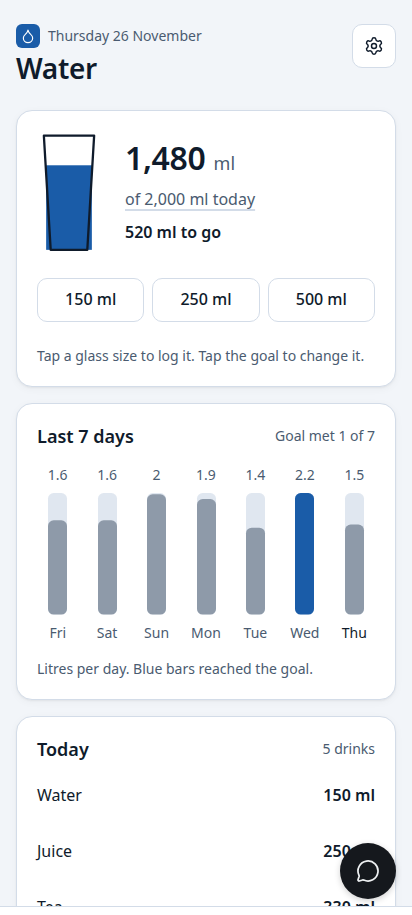 Thursday 26 November
Water
1,480 ml
of 2,000 ml today
520 ml to go
150 ml 250 ml 500 ml
Tap a glass size to log it. Tap the goal to change it.
Last 7 days Goal met 1 of 7
1.6 1.6 2 1.9 1.4 2.2 1.5
Fri Sat Sun Mon Tue Wed Thu
Litres per day. Blue bars reached the goal.
Today 5 drinks
Water 150 ml
Juice 250
Tea 330 ml